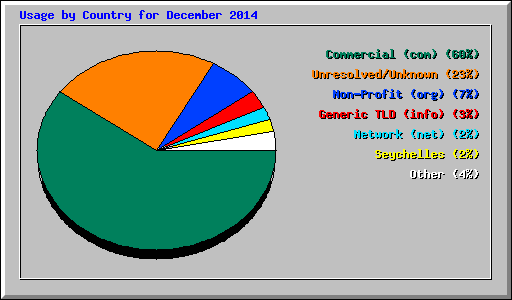 Usage by Country for December 2014
Commercial (com) (60%)
Unresolved/Unknown (23%)
Non-Profit (org) (7%)
Generic TLD (info) (3%)
Network (net) (2%)
Seychelles (2%)
Other (4%)